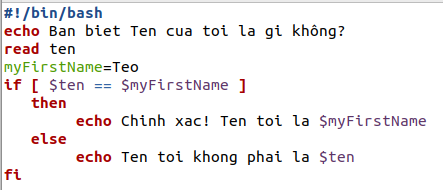 #!/bin/bash
echo Ban biet Ten cua toi la gi không?
read ten
myFirstName=Teo
if [ $ten == $myFirstName ]
then
echo Chinh xac! Ten toi la $myFirstName
else
echo Ten toi khong phai la $ten
fi